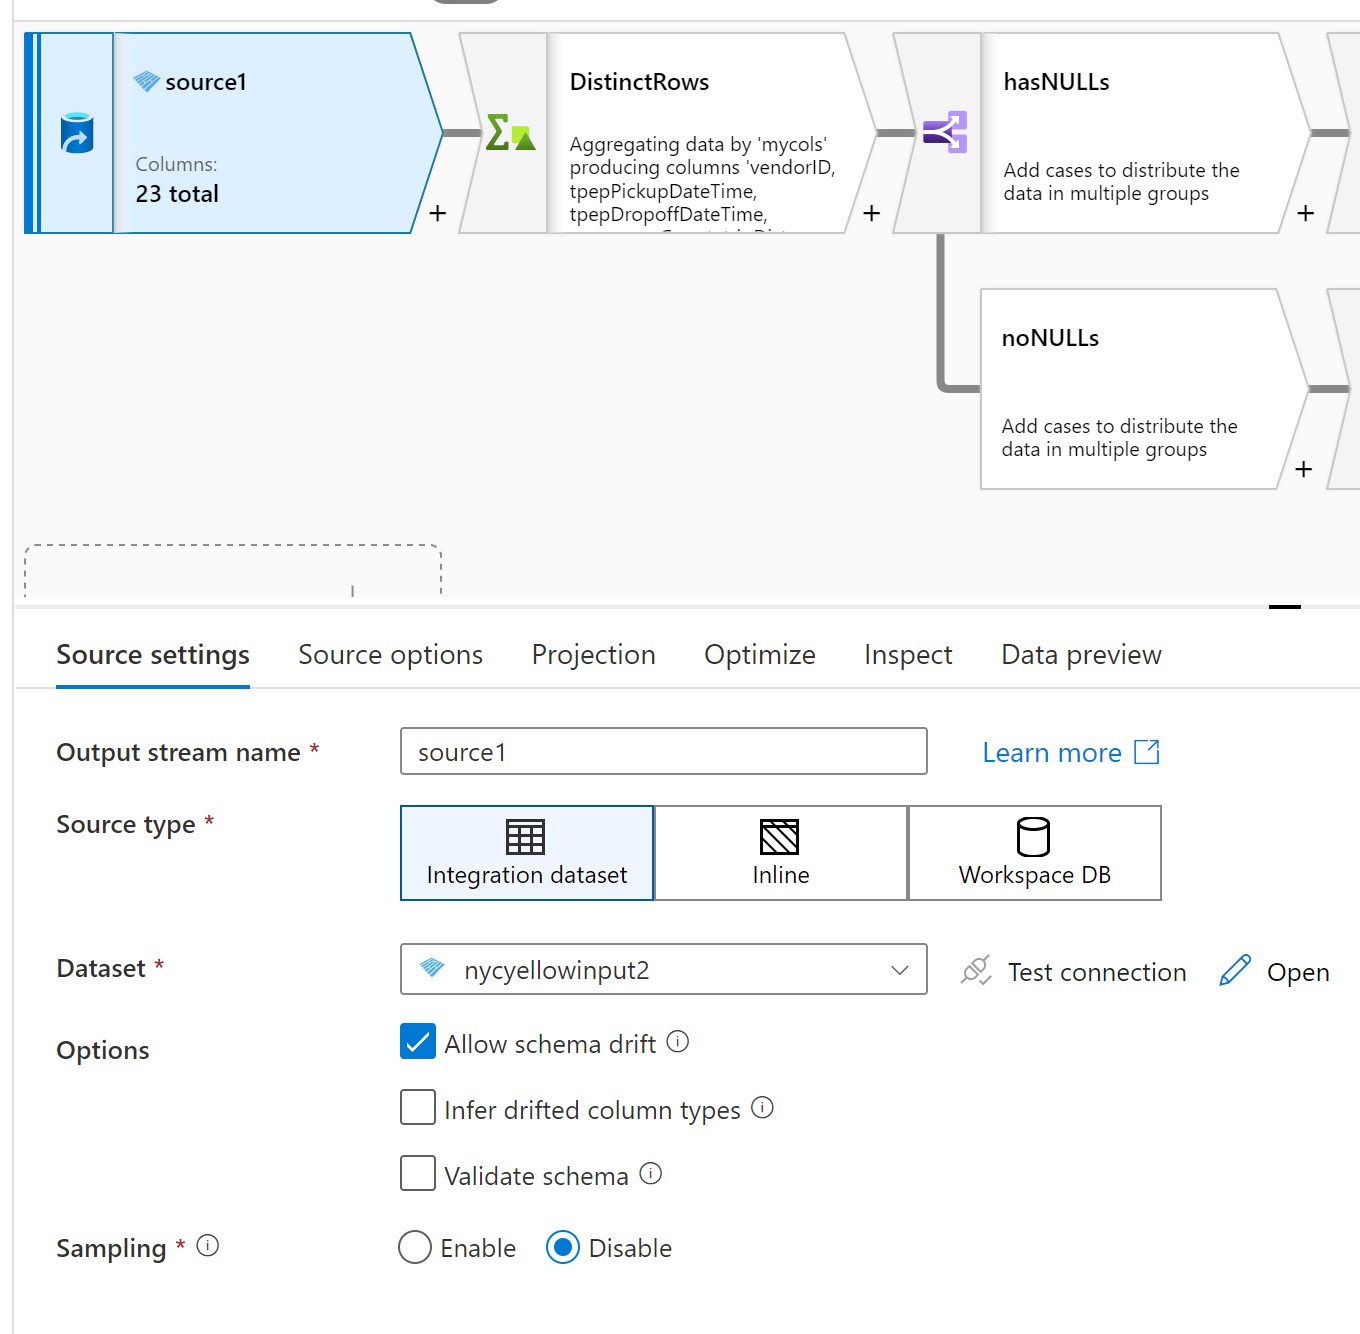 source1
Columns:
23 total
+
DistinctRows
Aggregating data by 'mycols'
producing columns 'vendorID,
tpepPickupDateTime,
tpepDropoffDateTime,
+
hasNULLs
Add cases to distribute the
data in multiple groups
+
noNULLs
Add cases to distribute the
data in multiple groups
+
Source settings
Source options
Projection
Optimize
Inspect
Data preview
Output stream name *
source1
Learn more
Source type *
Integration dataset
Inline
Workspace DB
Dataset *
nycyellowinput2
Test connection
Open
Options
Allow schema drift
Infer drifted column types
Validate schema
Sampling *
Enable
Disable